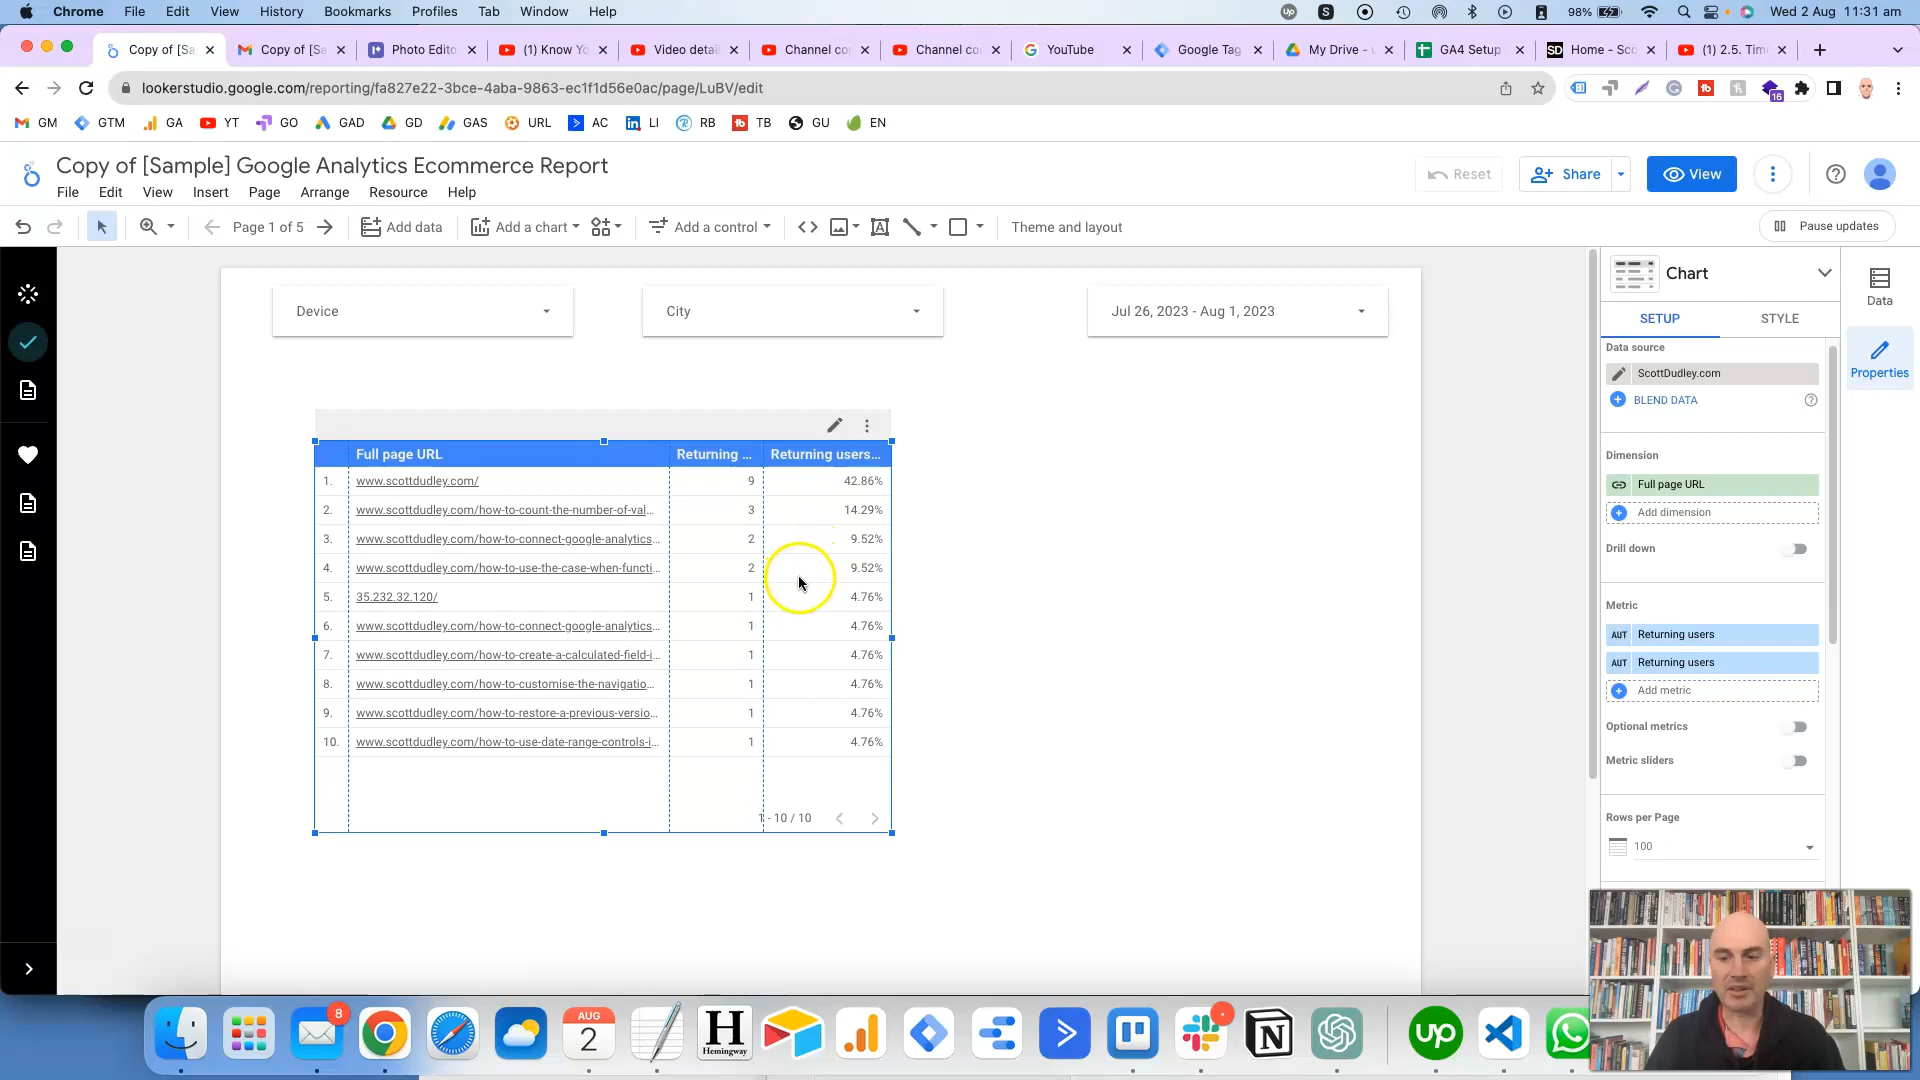 Chrome File Edit View History Bookmarks Profiles Tab Window Help 98% Wed 2 Aug 11:31 am
Copy of [Sa Copy of [Sa Photo Edito (1) Know Yo Video detai Channel co Channel co YouTube Google Tag My Drive - GA4 Setup Home - Sco (1) 2.5. Tim
lookerstudio.google.com/reporting/fa827e22-3bce-4aba-9863-ec1f1d56e0ac/page/LuBV/edit
16
GM GTM GA YT GO GAD GD GAS URL AC LI RB TB GU EN
Copy of [Sample] Google Analytics Ecommerce Report
Reset Share View
File Edit View Insert Page Arrange Resource Help
Page 1 of 5 Add data Add a chart Add a control Theme and layout Pause updates
Device City Jul 26, 2023 - Aug 1, 2023
Full page URL Returning ... Returning users...
1. www.scottdudley.com/ 9 42.86%
2. www.scottdudley.com/how-to-count-the-number-of-val... 3 14.29%
3. www.scottdudley.com/how-to-connect-google-analytics... 2 9.52%
4. www.scottdudley.com/how-to-use-the-case-when-functi... 2 9.52%
5. 35.232.32.120/ 1 4.76%
6. www.scottdudley.com/how-to-connect-google-analytics... 1 4.76%
7. www.scottdudley.com/how-to-create-a-calculated-field-i... 1 4.76%
8. www.scottdudley.com/how-to-customise-the-navigatio... 1 4.76%
9. www.scottdudley.com/how-to-restore-a-previous-versio... 1 4.76%
10. www.scottdudley.com/how-to-use-date-range-controls-i... 1 4.76%
1 - 10 / 10
Chart
Data
SETUP STYLE
Data source
ScottDudley.com
Properties
BLEND DATA
Dimension
Full page URL
Add dimension
Drill down
Metric
AUT Returning users
AUT Returning users
Add metric
Optional metrics
Metric sliders
Rows per Page
100
8
AUG
2
H
Hemingway
up